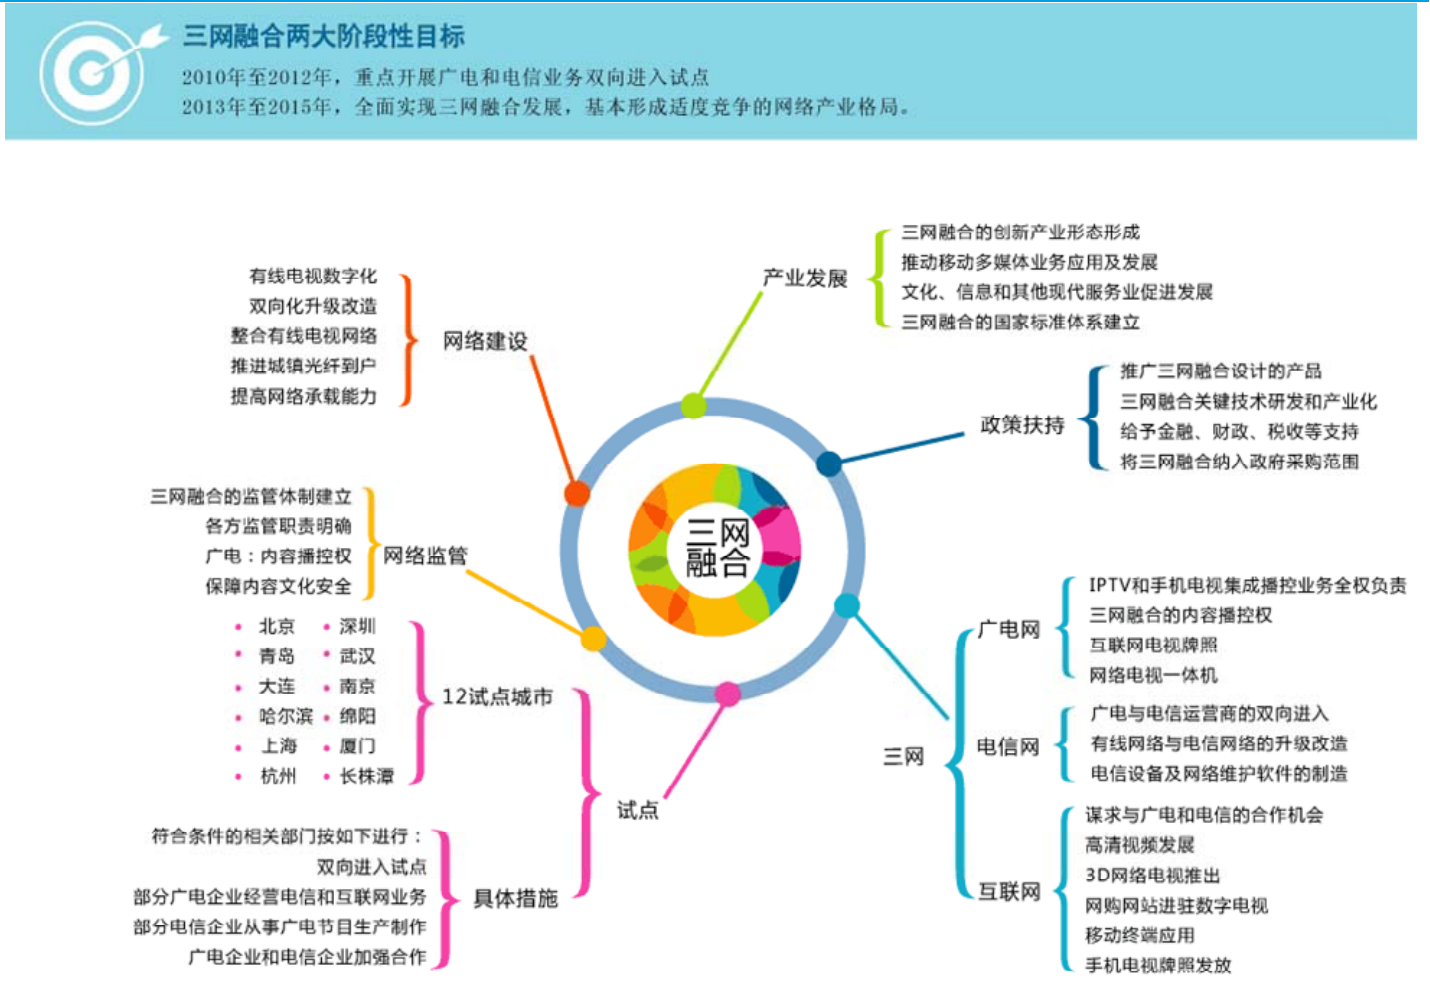 三网融合两大阶段性目标
2010年至2012年，重点开展广电和电信业务双向进入试点
2013年至2015年，全面实现三网融合发展，基本形成适度竞争的网络产业格局。
三网
融合
产业发展
三网融合的创新产业形态形成
推动移动多媒体业务应用及发展
文化、信息和其他现代服务业促进发展
三网融合的国家标准体系建立
政策扶持
推广三网融合设计的产品
三网融合关键技术研发和产业化
给予金融、财政、税收等支持
将三网融合纳入政府采购范围
三网
广电网
IPTV和手机电视集成播控业务全权负责
三网融合的内容播控权
互联网电视牌照
网络电视一体机
电信网
广电与电信运营商的双向进入
有线网络与电信网络的升级改造
电信设备及网络维护软件的制造
互联网
谋求与广电和电信的合作机会
高清视频发展
3D网络电视推出
网购网站进驻数字电视
移动终端应用
手机电视牌照发放
网络建设
有线电视数字化
双向化升级改造
整合有线电视网络
推进城镇光纤到户
提高网络承载能力
网络监管
三网融合的监管体制建立
各方监管职责明确
广电：内容播控权
保障内容文化安全
试点
12试点城市
• 北京 • 深圳
• 青岛 • 武汉
• 大连 • 南京
• 哈尔滨 • 绵阳
• 上海 • 厦门
• 杭州 • 长株潭
具体措施
符合条件的相关部门按如下进行：
双向进入试点
部分广电企业经营电信和互联网业务
部分电信企业从事广电节目生产制作
广电企业和电信企业加强合作